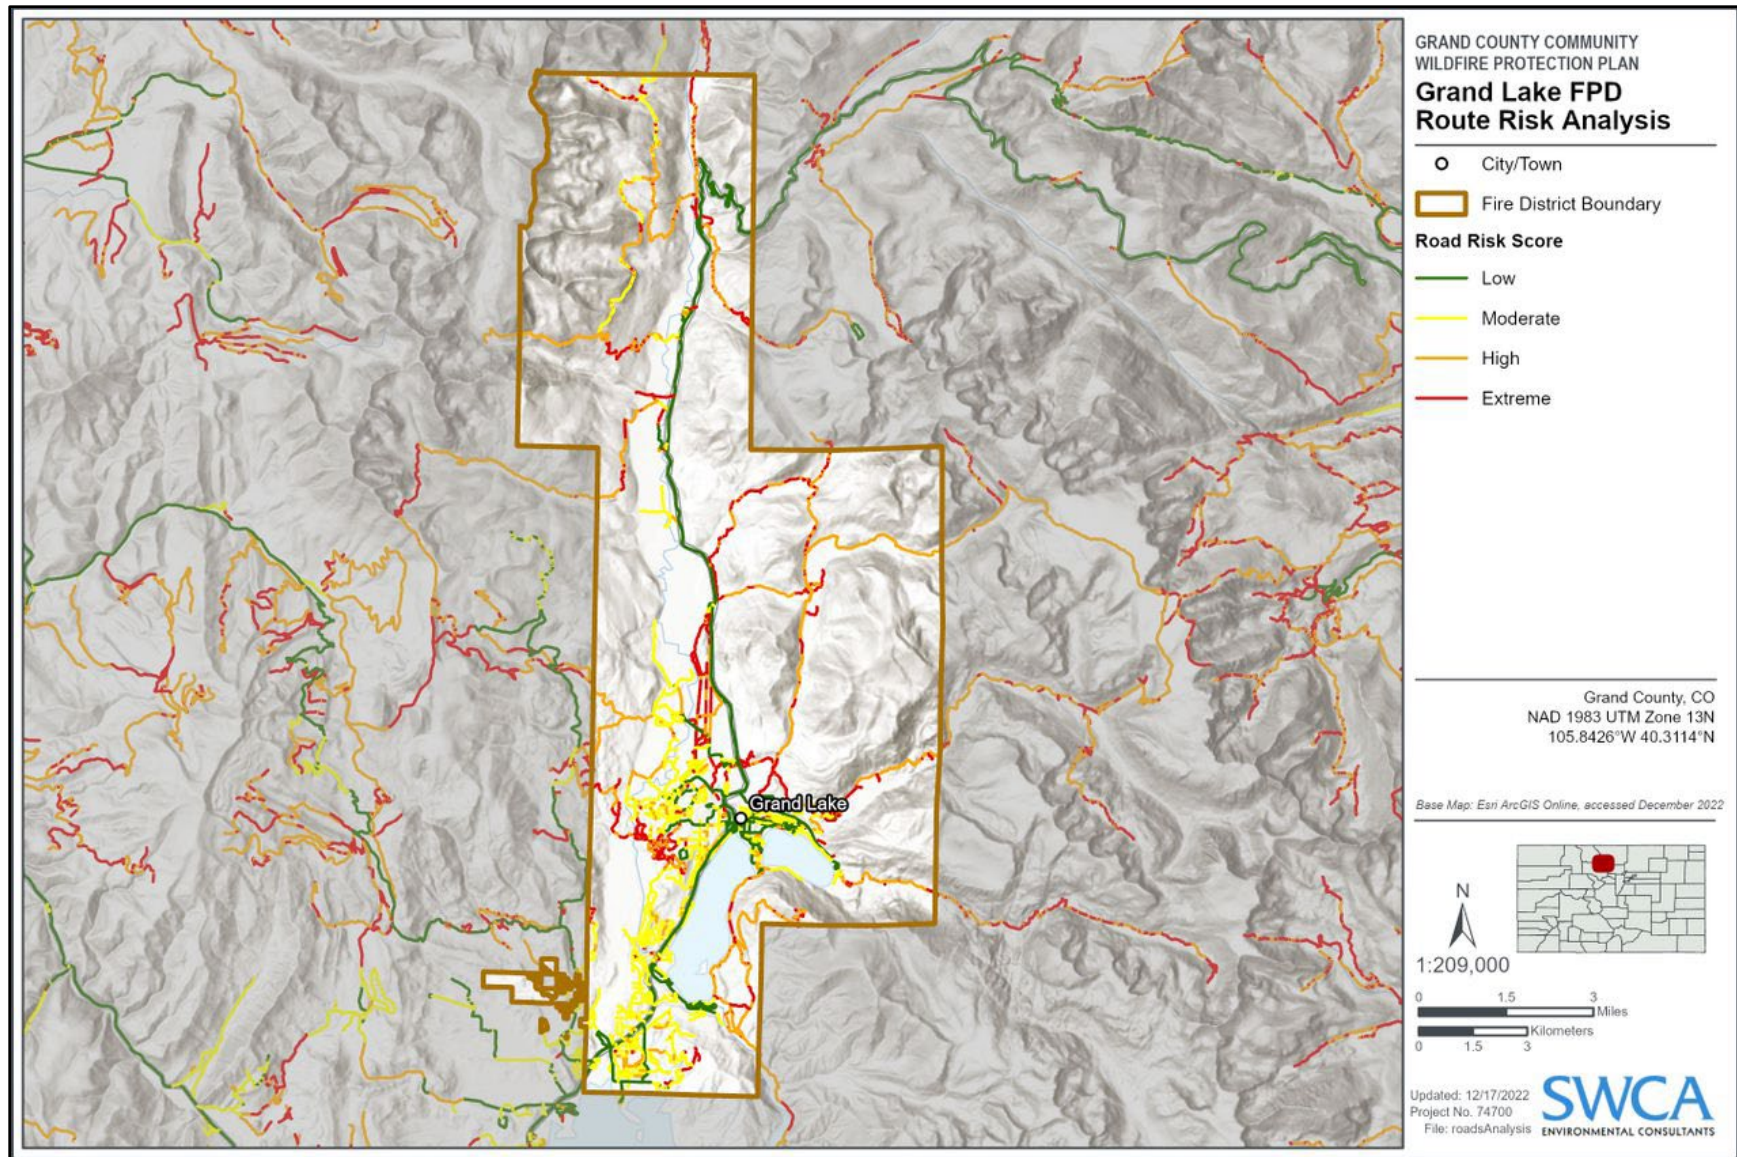 GRAND COUNTY COMMUNITY
WILDFIRE PROTECTION PLAN
Grand Lake FPD
Route Risk Analysis
City/Town
Fire District Boundary
Road Risk Score
Low
Moderate
High
Extreme
Grand Lake
Grand County, CO
NAD 1983 UTM Zone 13N
105.8426°W 40.3114°N
Base Map: Esri ArcGIS Online, accessed December 2022
N
1:209,000
0 1.5 3
Miles
Kilometers
0 1.5 3
Updated: 12/17/2022
Project No. 74700
File: roadsAnalysis
SWCA
ENVIRONMENTAL CONSULTANTS